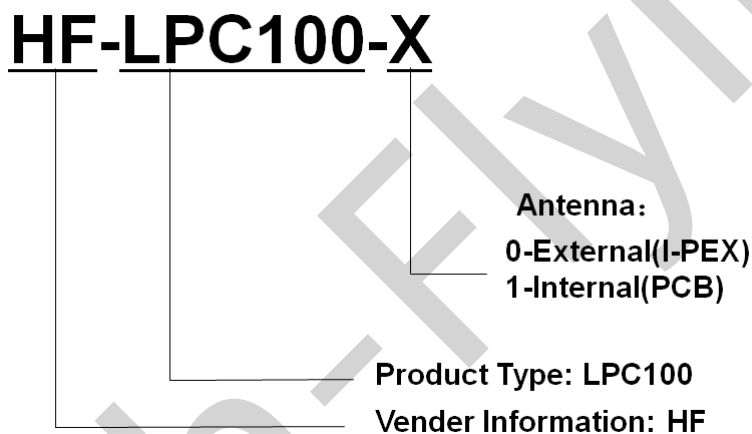 HF-LPC100-X
Antenna：
0-External(I-PEX)
1-Internal(PCB)
Product Type: LPC100
Vender Information: HF